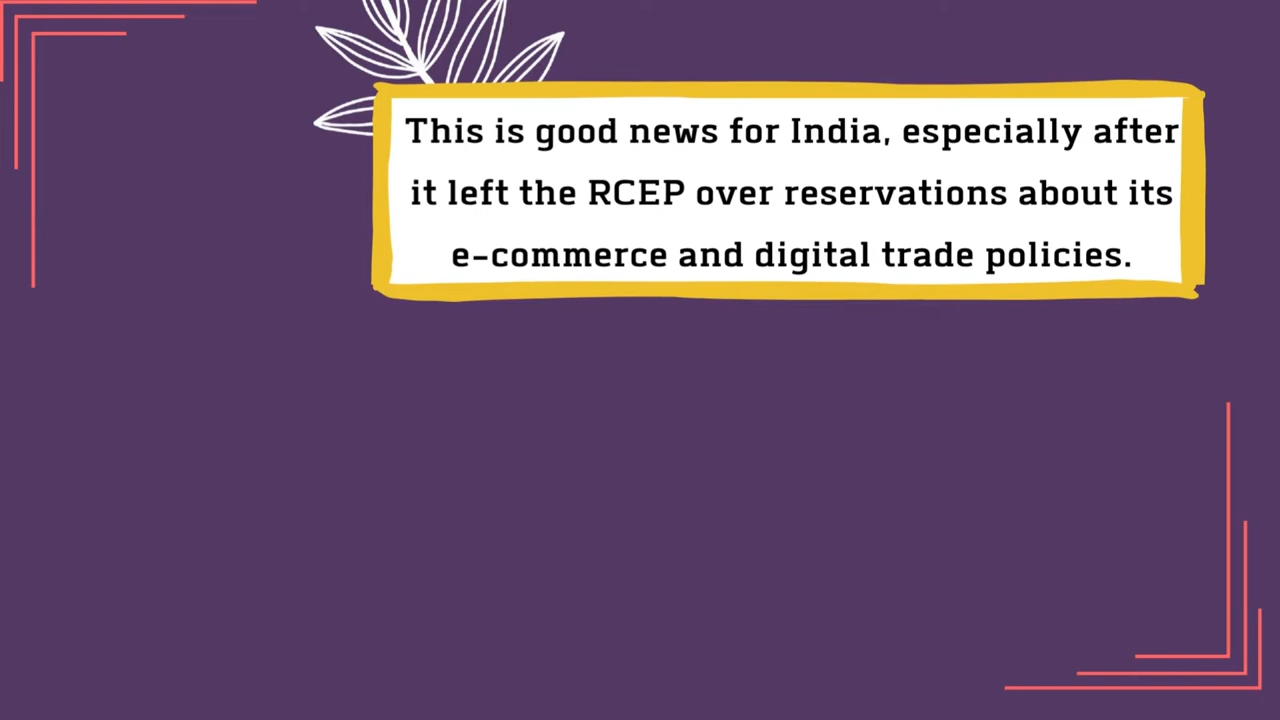 This is good news for India, especially after
it left the RCEP over reservations about its
e-commerce and digital trade policies.